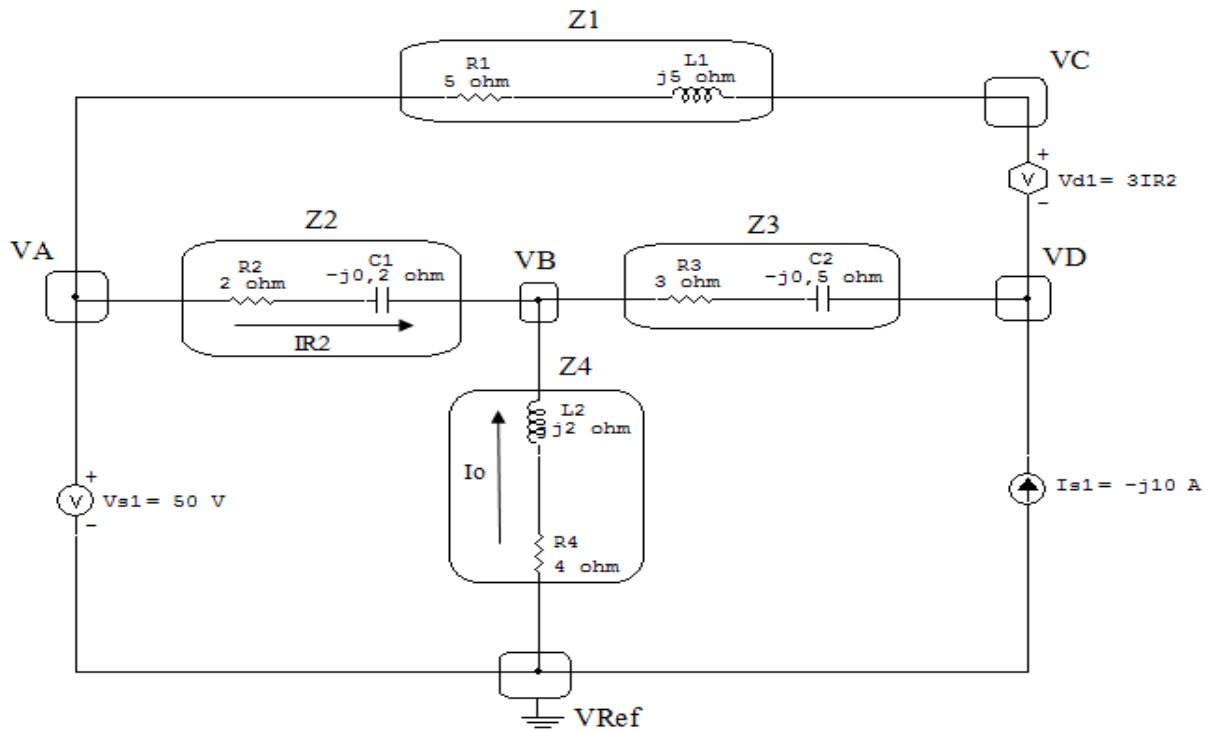 Z1
R1
5 ohm
L1
j5 ohm
VC
+
V
Vd1= 3IR2
−
Z2
Z3
VA
R2
2 ohm
C1
-j0,2 ohm
VB
R3
3 ohm
C2
-j0,5 ohm
VD
IR2
Z4
L2
j2 ohm
Io
+
V
Vs1= 50 V
−
Is1= -j10 A
R4
4 ohm
VRef